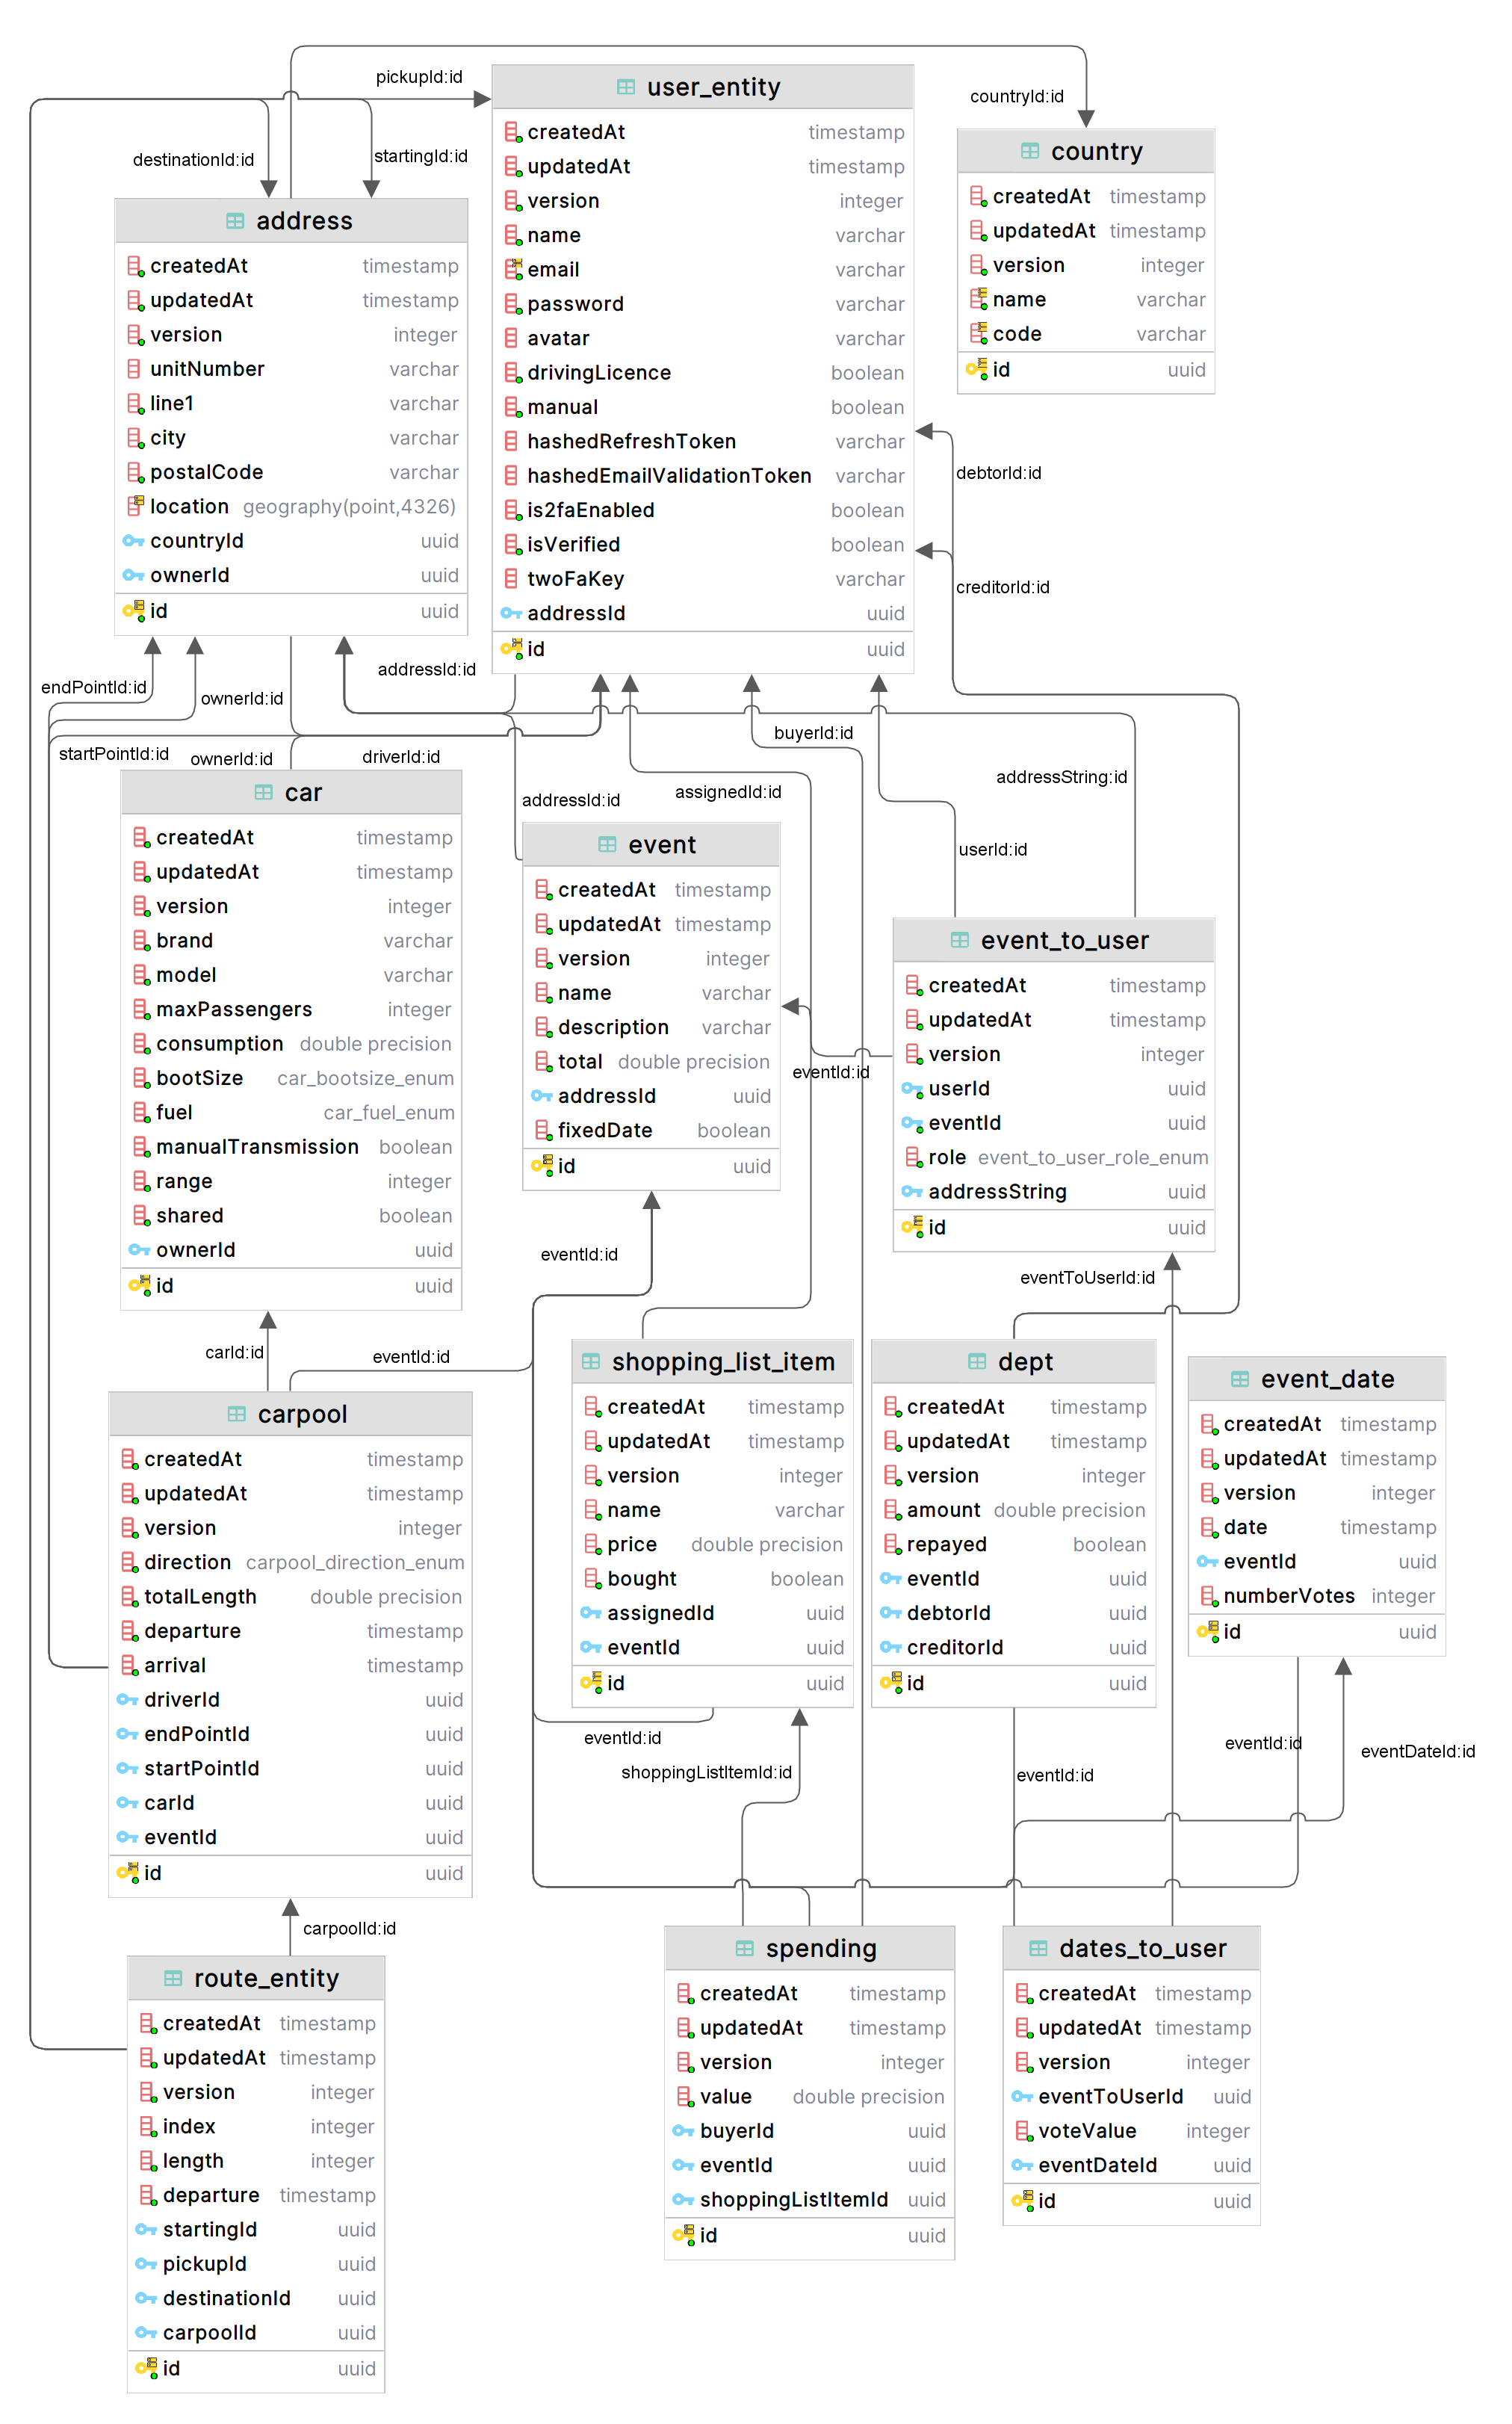 pickupId:id
countryId:id
destinationId:id
startingId:id
user_entity
createdAt timestamp
updatedAt timestamp
version integer
name varchar
email varchar
password varchar
avatar varchar
drivingLicence boolean
manual boolean
hashedRefreshToken varchar
hashedEmailValidationToken varchar
is2faEnabled boolean
isVerified boolean
twoFaKey varchar
addressId uuid
id uuid
country
createdAt timestamp
updatedAt timestamp
version integer
name varchar
code varchar
id uuid
address
createdAt timestamp
updatedAt timestamp
version integer
unitNumber varchar
line1 varchar
city varchar
postalCode varchar
location geography(point,4326)
countryId uuid
ownerId uuid
id uuid
debtorId:id
creditorId:id
endPointId:id
ownerId:id
addressId:id
startPointId:id
ownerId:id
driverId:id
buyerId:id
assignedId:id
addressId:id
addressString:id
userId:id
car
createdAt timestamp
updatedAt timestamp
version integer
brand varchar
model varchar
maxPassengers integer
consumption double precision
bootSize car_bootsize_enum
fuel car_fuel_enum
manualTransmission boolean
range integer
shared boolean
ownerId uuid
id uuid
event
createdAt timestamp
updatedAt timestamp
version integer
name varchar
description varchar
total double precision
addressId uuid
fixedDate boolean
id uuid
eventId:id
event_to_user
createdAt timestamp
updatedAt timestamp
version integer
userId uuid
eventId uuid
role event_to_user_role_enum
addressString uuid
id uuid
eventId:id
eventToUserId:id
carId:id
eventId:id
carpool
createdAt timestamp
updatedAt timestamp
version integer
direction carpool_direction_enum
totalLength double precision
departure timestamp
arrival timestamp
driverId uuid
endPointId uuid
startPointId uuid
carId uuid
eventId uuid
id uuid
shopping_list_item
createdAt timestamp
updatedAt timestamp
version integer
name varchar
price double precision
bought boolean
assignedId uuid
eventId uuid
id uuid
dept
createdAt timestamp
updatedAt timestamp
version integer
amount double precision
repayed boolean
eventId uuid
debtorId uuid
creditorId uuid
id uuid
event_date
createdAt timestamp
updatedAt timestamp
version integer
date timestamp
eventId uuid
numberVotes integer
id uuid
eventId:id
shoppingListItemId:id
eventId:id
eventId:id
eventDateId:id
carpoolId:id
route_entity
createdAt timestamp
updatedAt timestamp
version integer
index integer
length integer
departure timestamp
startingId uuid
pickupId uuid
destinationId uuid
carpoolId uuid
id uuid
spending
createdAt timestamp
updatedAt timestamp
version integer
value double precision
buyerId uuid
eventId uuid
shoppingListItemId uuid
id uuid
dates_to_user
createdAt timestamp
updatedAt timestamp
version integer
eventToUserId uuid
voteValue integer
eventDateId uuid
id uuid